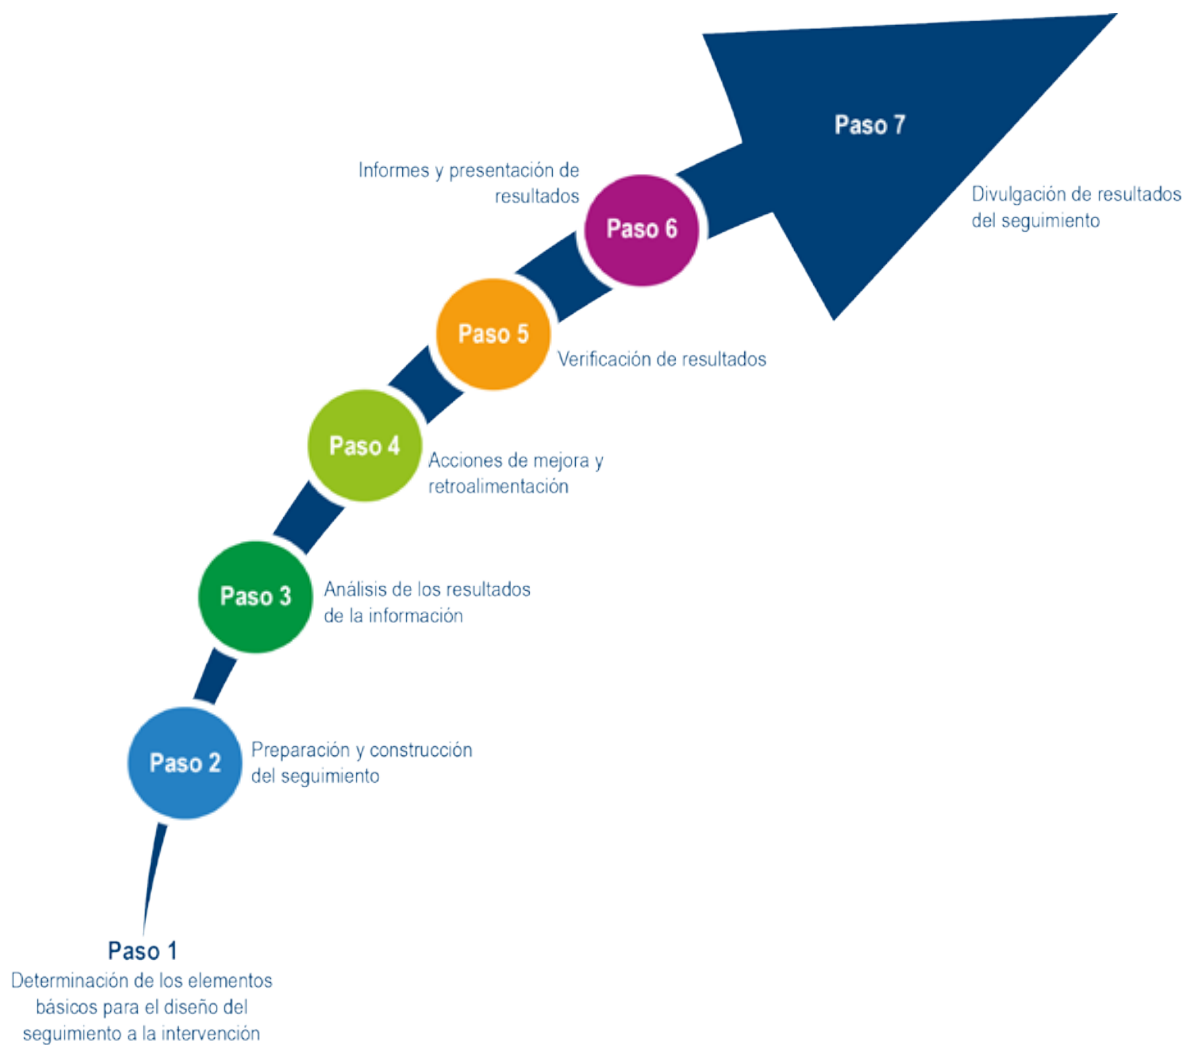 Paso 7
Divulgación de resultados
del seguimiento
Informes y presentación de
resultados
Paso 6
Paso 5
Verificación de resultados
Paso 4
Acciones de mejora y
retroalimentación
Paso 3
Análisis de los resultados
de la información
Paso 2
Preparación y construcción
del seguimiento
Paso 1
Determinación de los elementos
básicos para el diseño del
seguimiento a la intervención